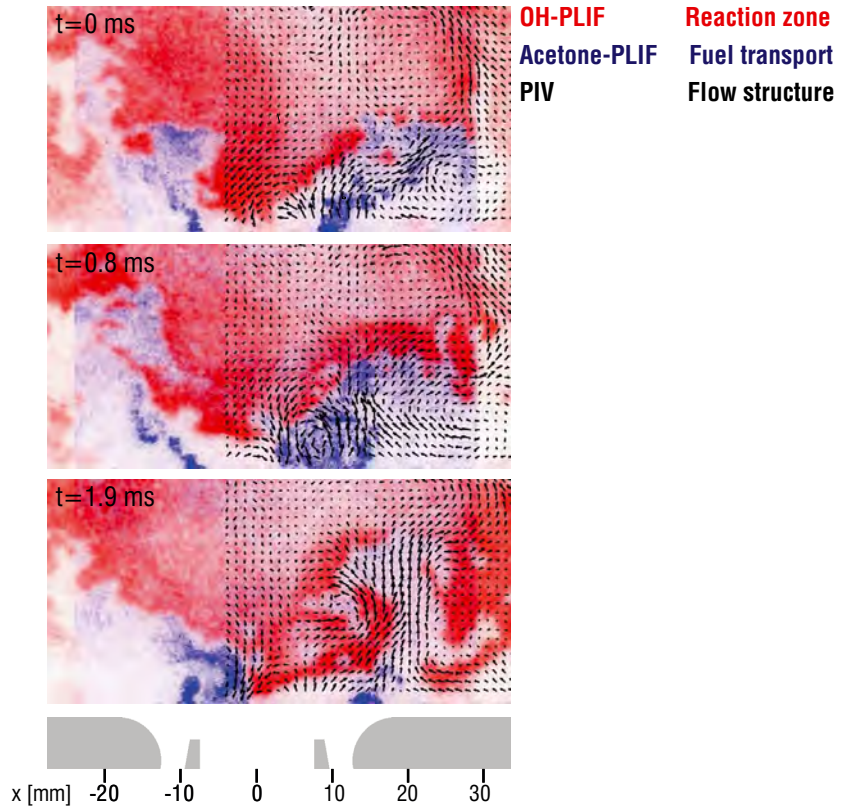 t=0 ms
OH-PLIF Reaction zone
Acetone-PLIF Fuel transport
PIV Flow structure
t=0.8 ms
t=1.9 ms
x [mm] -20 -10 0 10 20 30